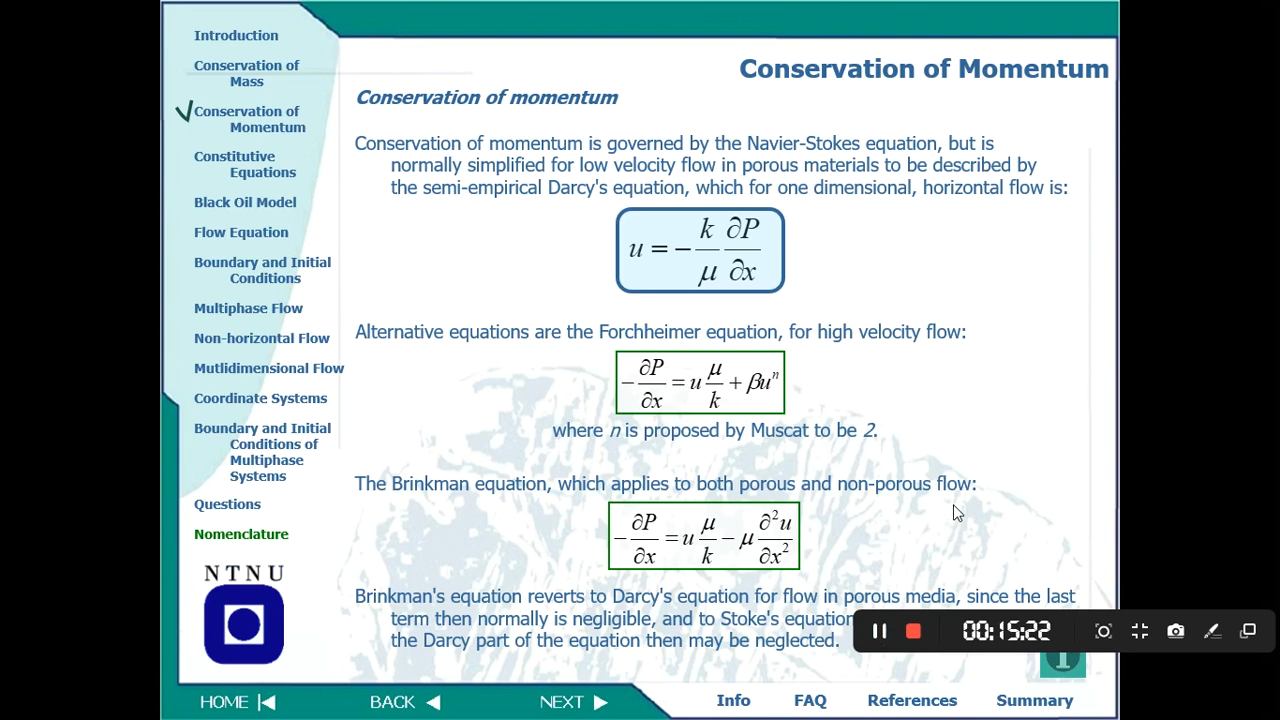 Introduction
Conservation of
Mass
Conservation of
Momentum
Constitutive
Equations
Black Oil Model
Flow Equation
Boundary and Initial
Conditions
Multiphase Flow
Non-horizontal Flow
Mutlidimensional Flow
Coordinate Systems
Boundary and Initial
Conditions of
Multiphase
Systems
Questions
Nomenclature
NTNU
Conservation of Momentum
Conservation of momentum
Conservation of momentum is governed by the Navier-Stokes equation, but is
normally simplified for low velocity flow in porous materials to be described by
the semi-empirical Darcy's equation, which for one dimensional, horizontal flow is:
u = − k/μ ∂P/∂x
Alternative equations are the Forchheimer equation, for high velocity flow:
− ∂P/∂x = u μ/k + βuⁿ
where n is proposed by Muscat to be 2.
The Brinkman equation, which applies to both porous and non-porous flow:
− ∂P/∂x = u μ/k − μ ∂²u/∂x²
Brinkman's equation reverts to Darcy's equation for flow in porous media, since the last
term then normally is negligible, and to Stoke's equation
the Darcy part of the equation then may be neglected.
00:15:22
HOME
BACK
NEXT
Info
FAQ
References
Summary